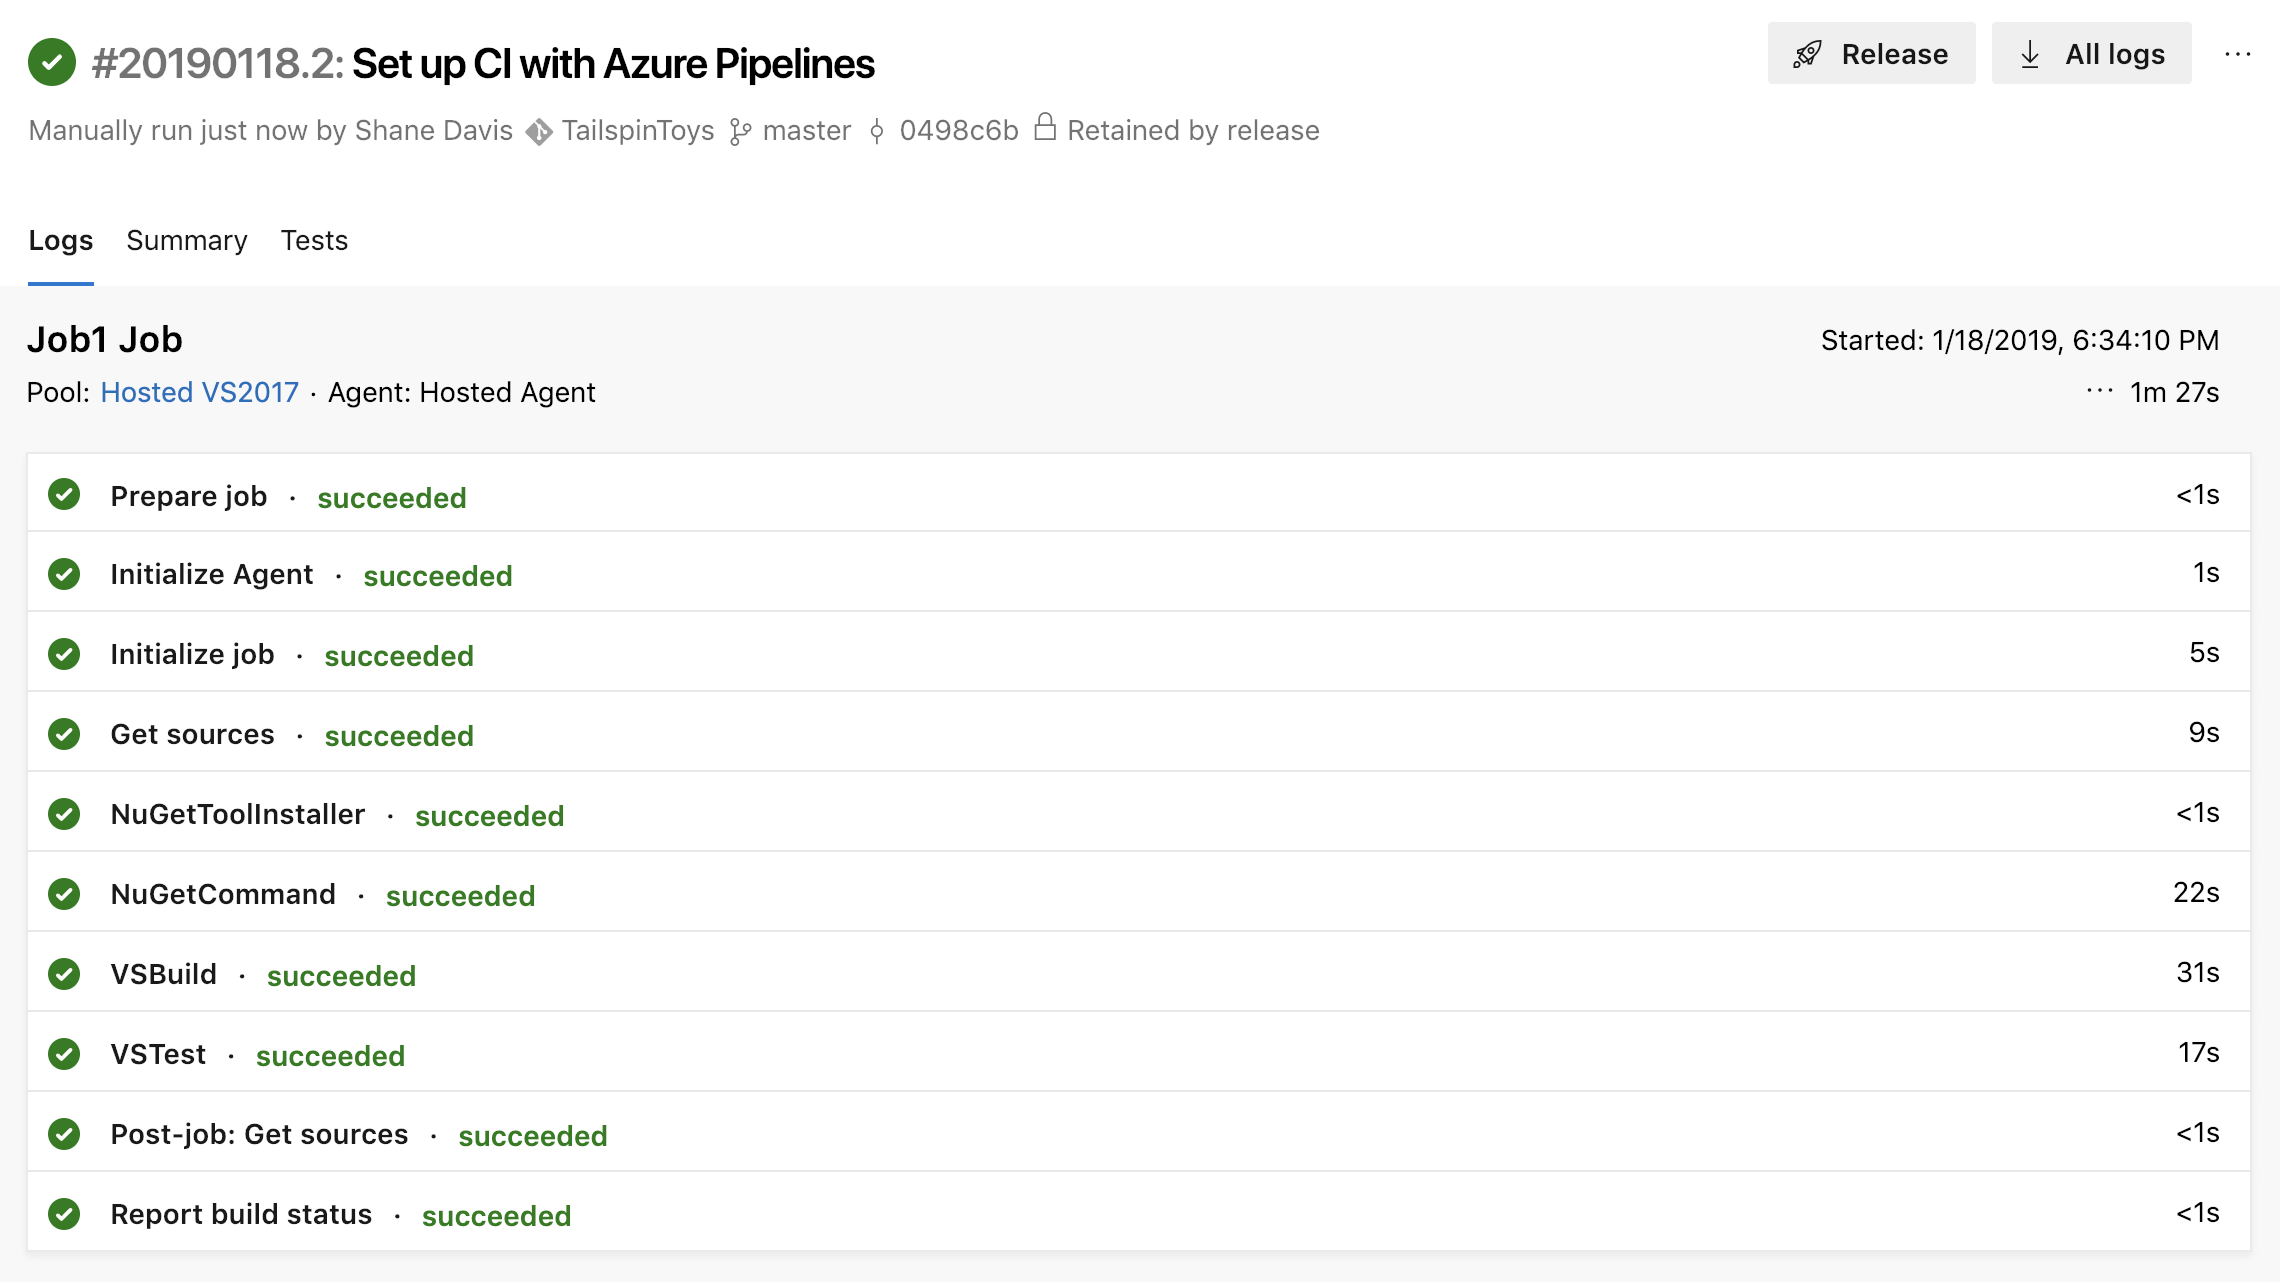 #20190118.2: Set up CI with Azure Pipelines
Release
All logs
Manually run just now by Shane Davis TailspinToys master 0498c6b Retained by release
Logs Summary Tests
Job1 Job
Started: 1/18/2019, 6:34:10 PM
Pool: Hosted VS2017 · Agent: Hosted Agent
··· 1m 27s
Prepare job · succeeded <1s
Initialize Agent · succeeded 1s
Initialize job · succeeded 5s
Get sources · succeeded 9s
NuGetToolInstaller · succeeded <1s
NuGetCommand · succeeded 22s
VSBuild · succeeded 31s
VSTest · succeeded 17s
Post-job: Get sources · succeeded <1s
Report build status · succeeded <1s